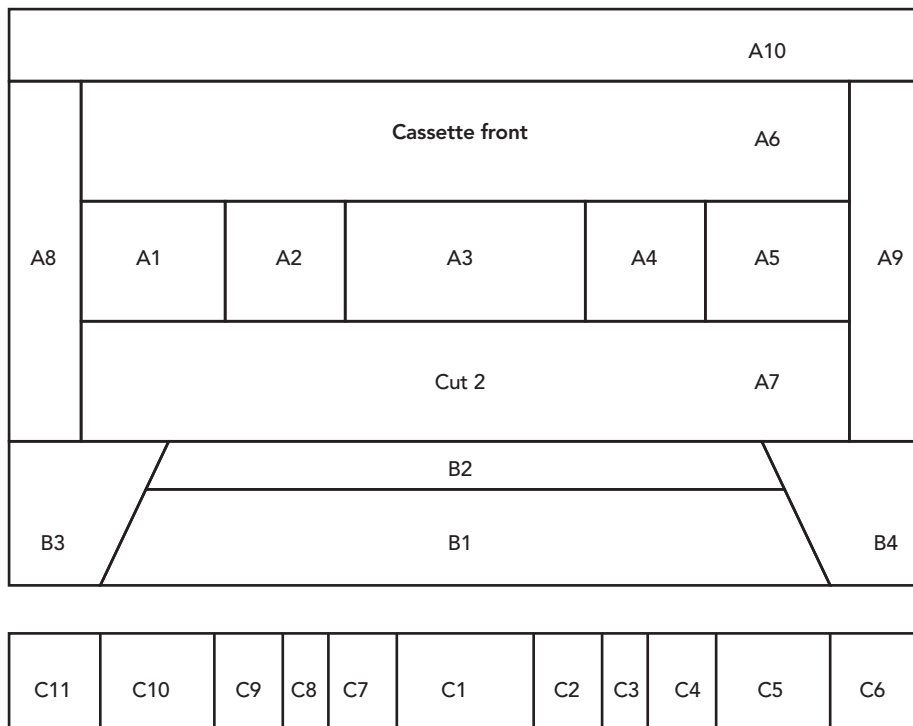 A10
Cassette front
A6
A8
A1
A2
A3
A4
A5
A9
Cut 2
A7
B2
B3
B1
B4
C11
C10
C9
C8
C7
C1
C2
C3
C4
C5
C6